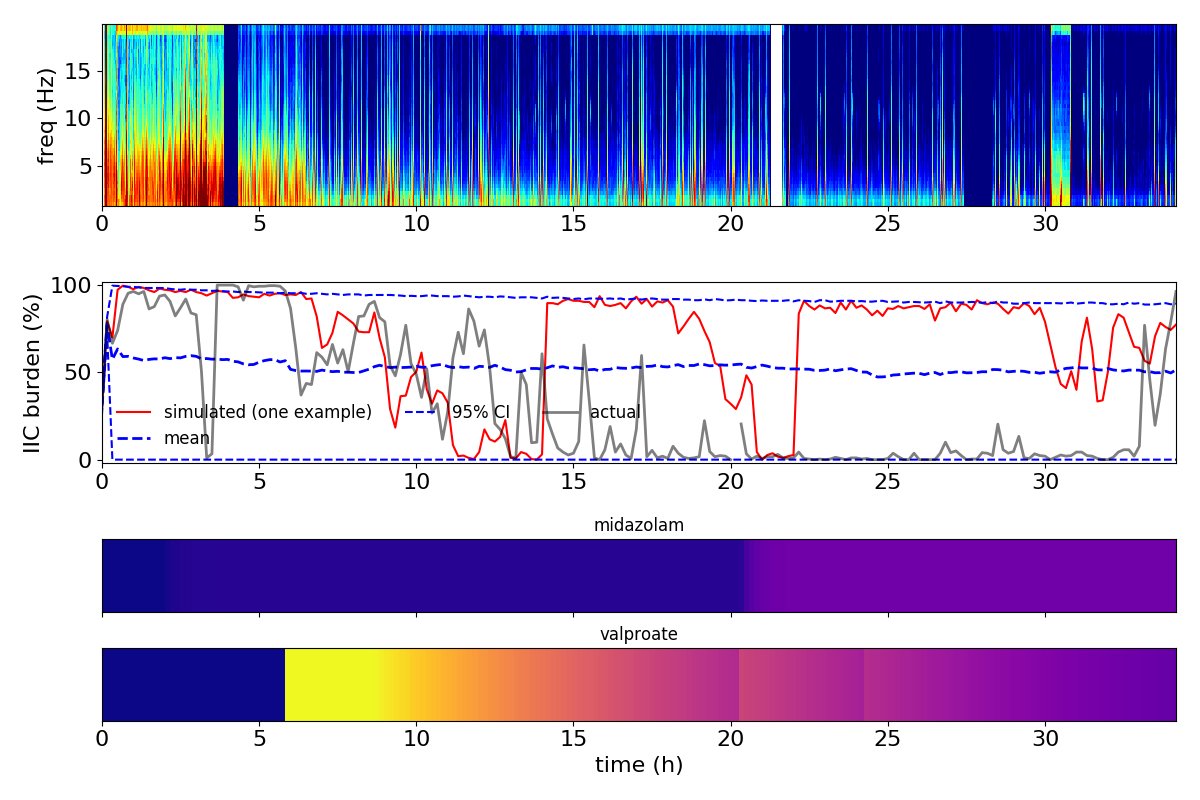 freq (Hz)
15
10
5
0 5 10 15 20 25 30
IIC burden (%)
100
50
0
simulated (one example) 95% CI actual
mean
0 5 10 15 20 25 30
midazolam
valproate
0 5 10 15 20 25 30
time (h)